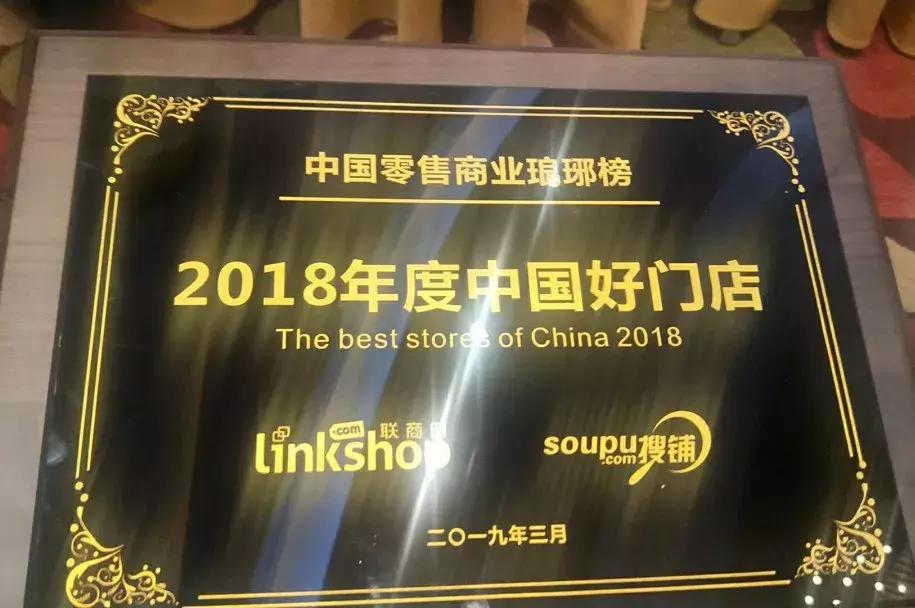 中国零售商业琅琊榜
2018年度中国好门店
The best stores of China 2018
linkshop .com 联商网
soupu .com 搜铺
二〇一九年三月